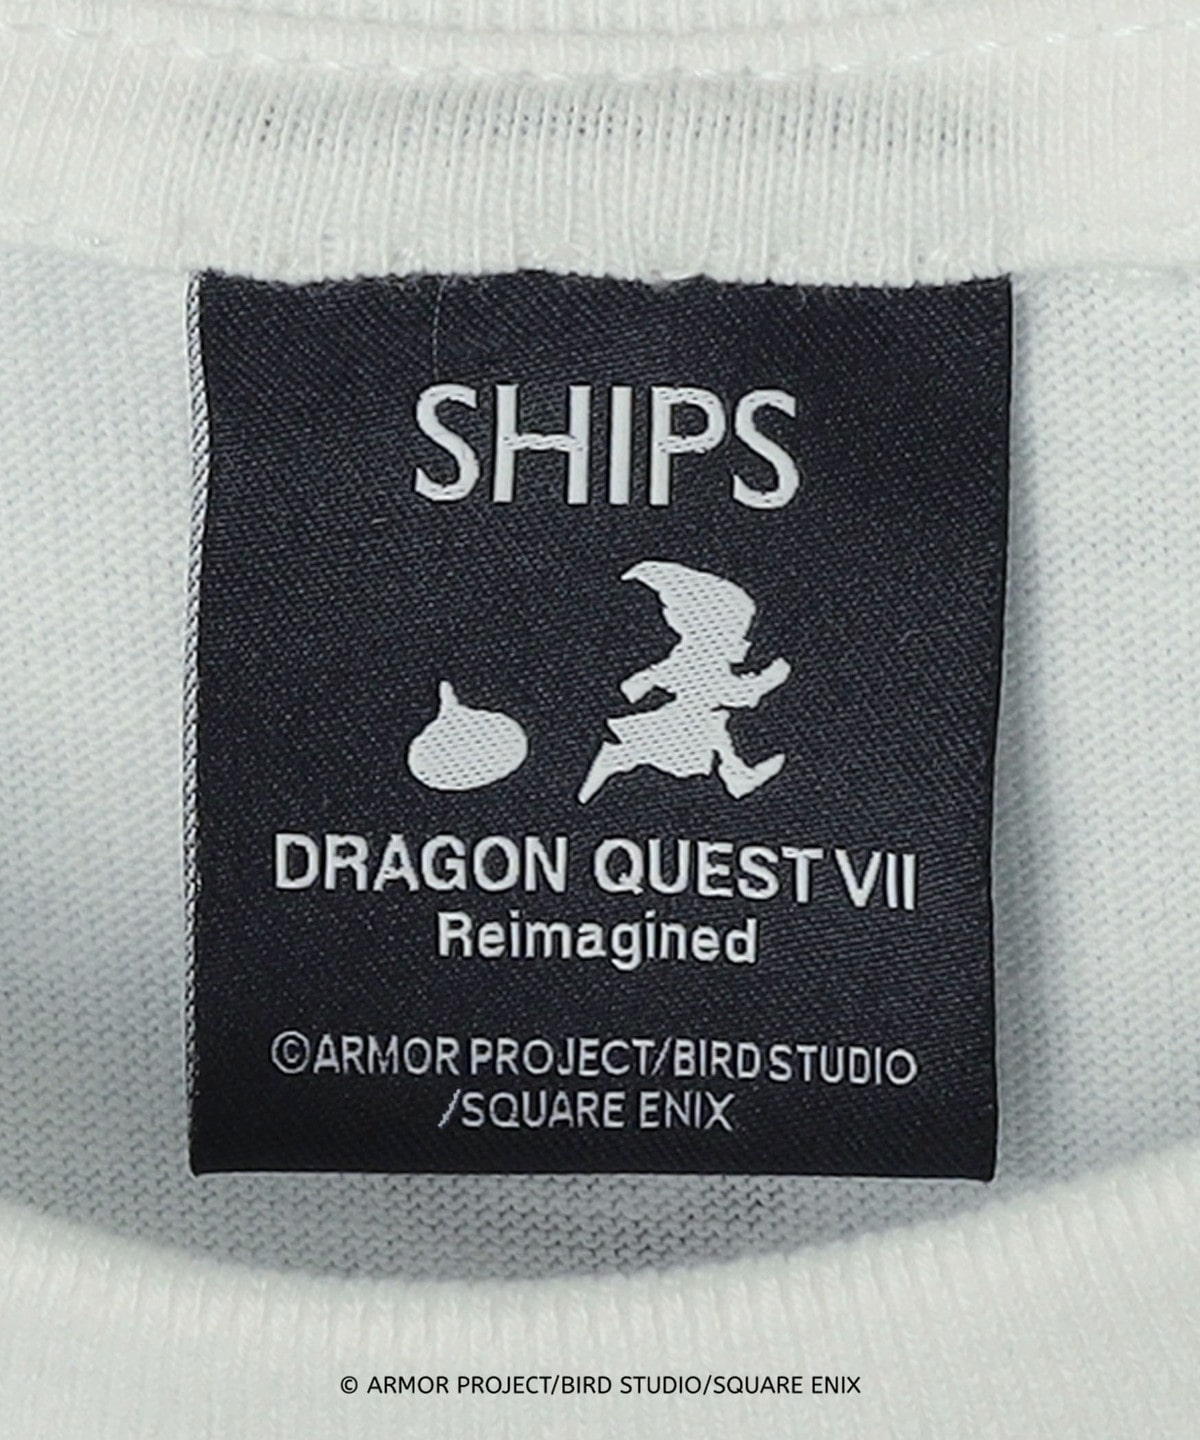 SHIPS
DRAGON QUEST VII
Reimagined
©ARMOR PROJECT/BIRD STUDIO
/SQUARE ENIX
© ARMOR PROJECT/BIRD STUDIO/SQUARE ENIX